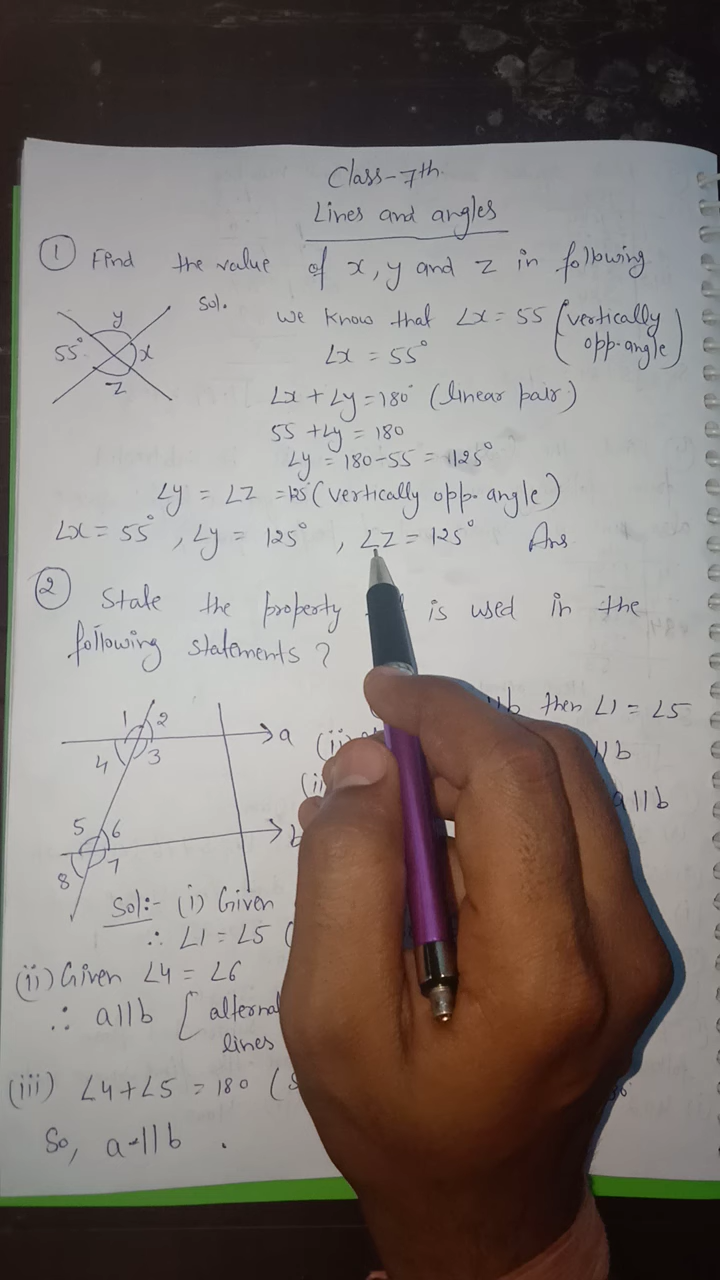 Class-7th.
Lines and angles
① Find the value of x, y and z in following
Sol.
y
55°
x
z
we know that ∠x = 55 (vertically opp. angle)
∠x = 55°
∠x + ∠y = 180° (linear pair)
55 + ∠y = 180
∠y = 180-55 = 125°
∠y = ∠z = 125 (vertically opp. angle)
∠x = 55°, ∠y = 125°, ∠z = 125° Ans
② State the property is used in the
following statements?
1 2
a
4 3
5 6
b
8 7
||b then ∠1 = ∠5
(ii)
||b
a||b
Sol:- (i) Given
∴ ∠1 = ∠5 (
(ii) Given ∠4 = ∠6
∴ a||b [alternat
lines
(iii) ∠4 + ∠5 = 180 (
So, a||b .